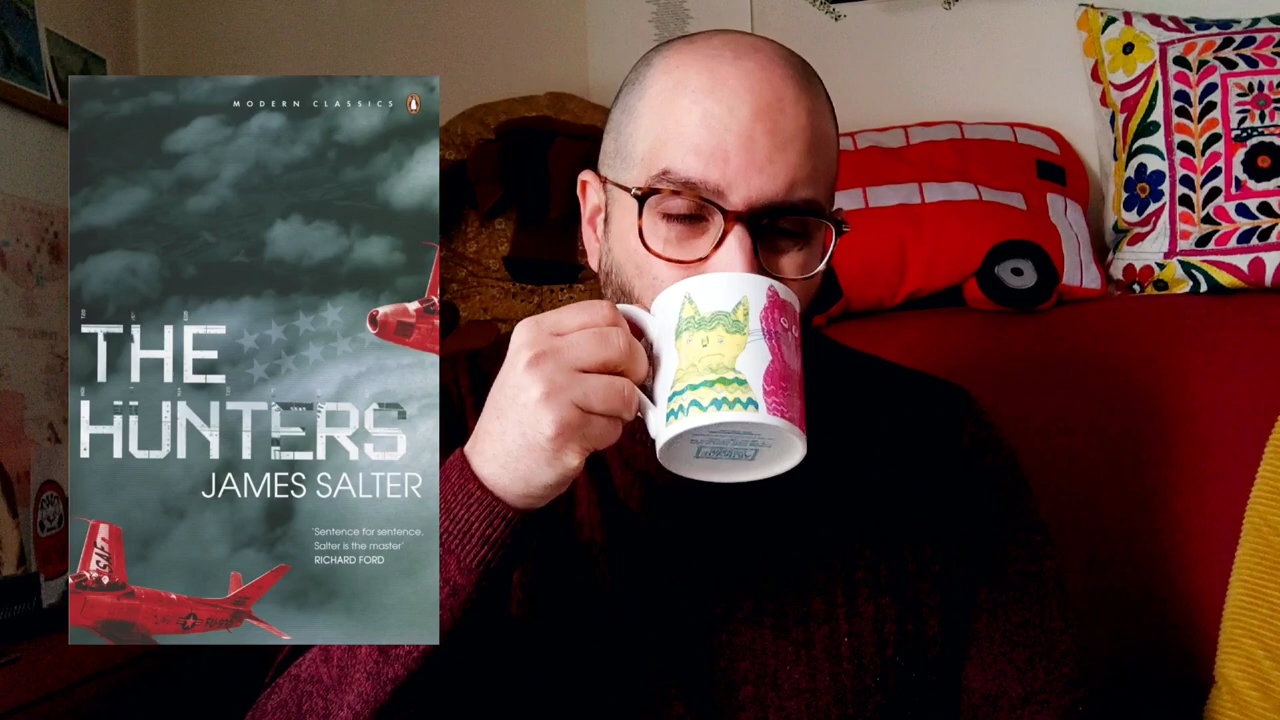 MODERN CLASSICS
THE
HUNTERS
JAMES SALTER
'Sentence for sentence,
Salter is the master'
RICHARD FORD